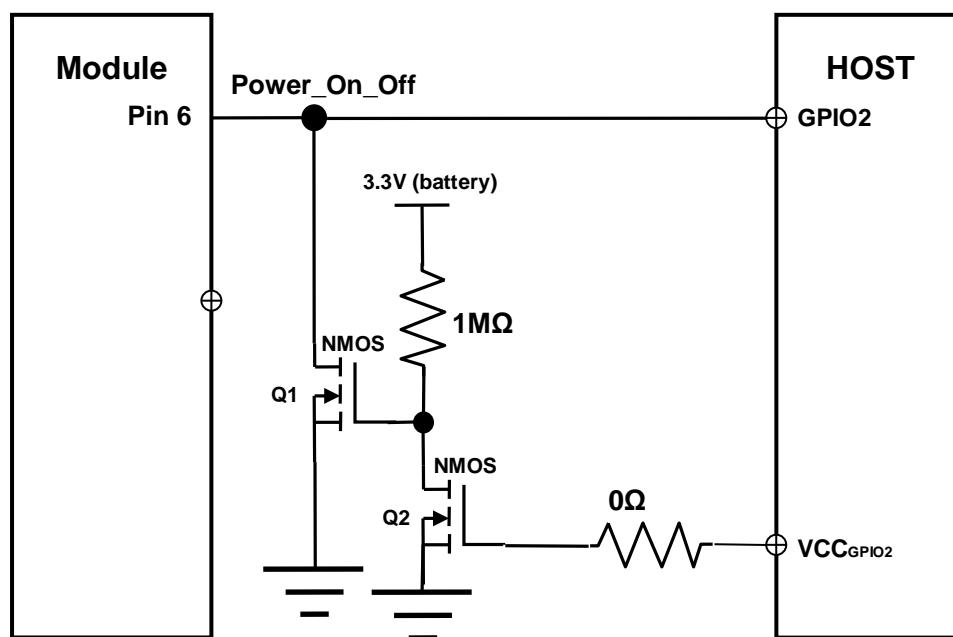 Module
HOST
Power_On_Off
Pin 6
GPIO2
3.3V (battery)
1MΩ
NMOS
Q1
NMOS
0Ω
Q2
VCCGPIO2